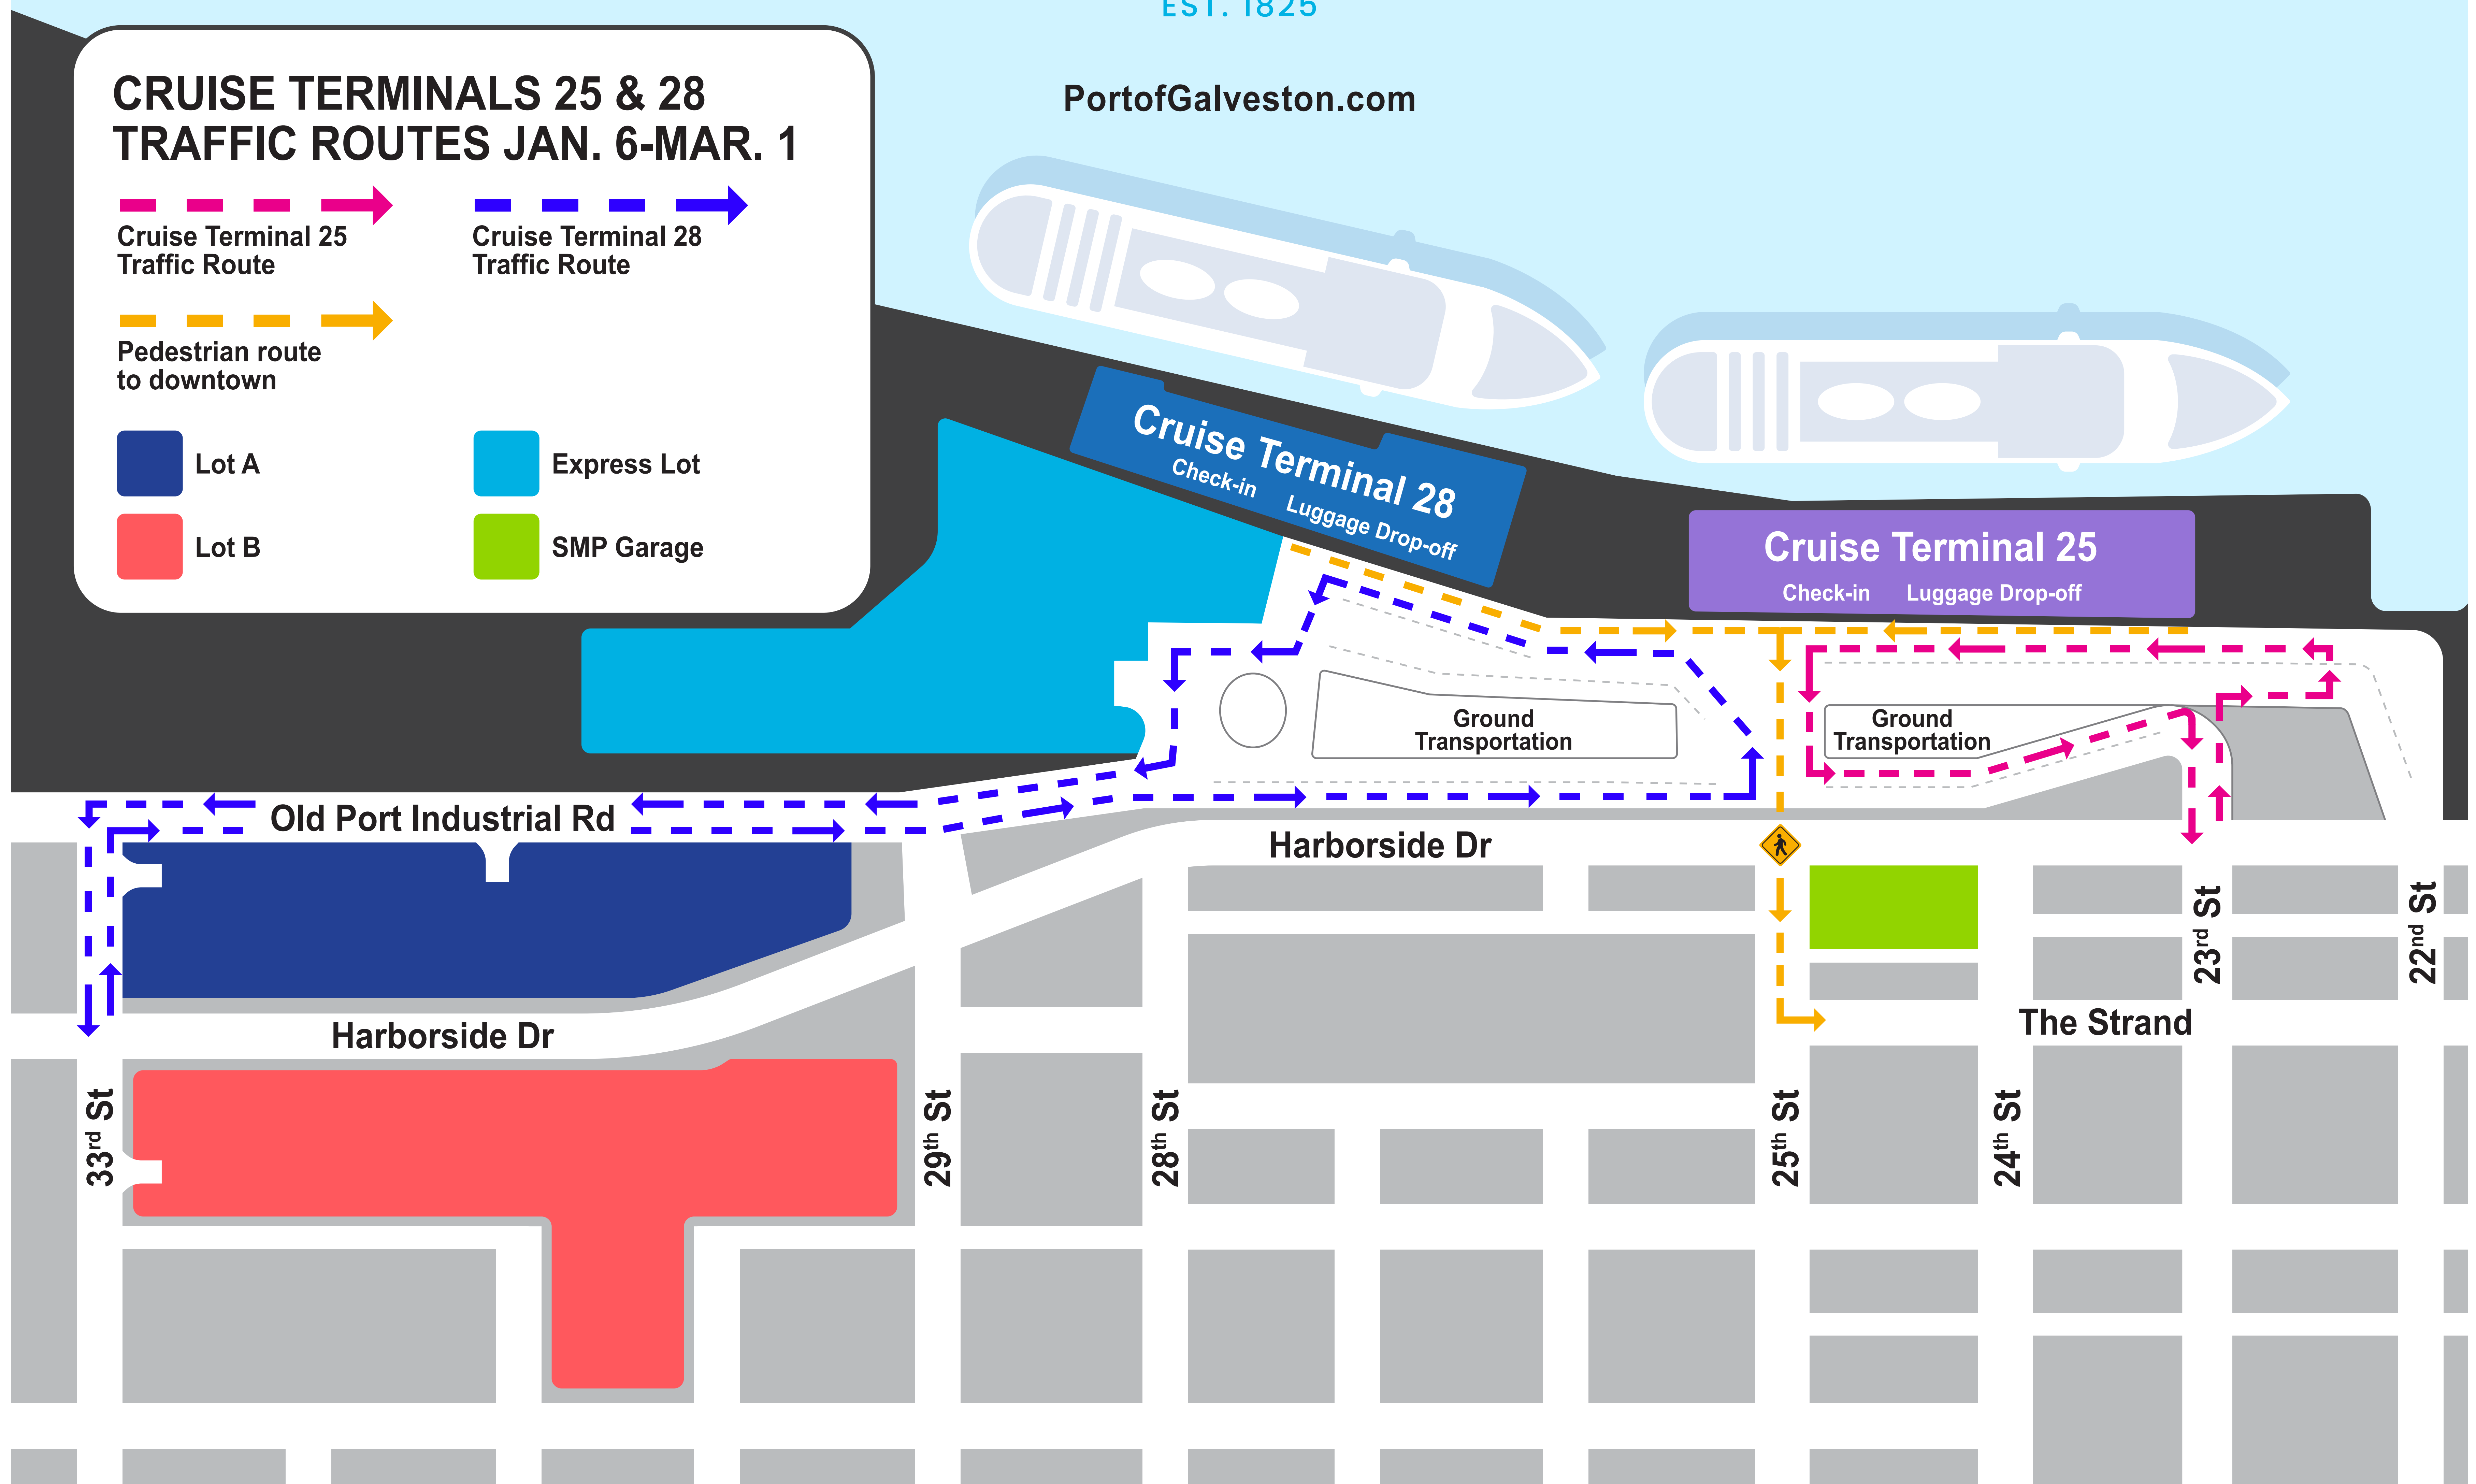 EST. 1825
PortofGalveston.com
CRUISE TERMINALS 25 & 28
TRAFFIC ROUTES JAN. 6-MAR. 1
Cruise Terminal 25
Traffic Route
Cruise Terminal 28
Traffic Route
Pedestrian route
to downtown
Lot A
Express Lot
Lot B
SMP Garage
Cruise Terminal 28
Check-in
Luggage Drop-off
Cruise Terminal 25
Check-in
Luggage Drop-off
Ground
Transportation
Ground
Transportation
Old Port Industrial Rd
Harborside Dr
Harborside Dr
The Strand
33rd St
29th St
28th St
25th St
24th St
23rd St
22nd St